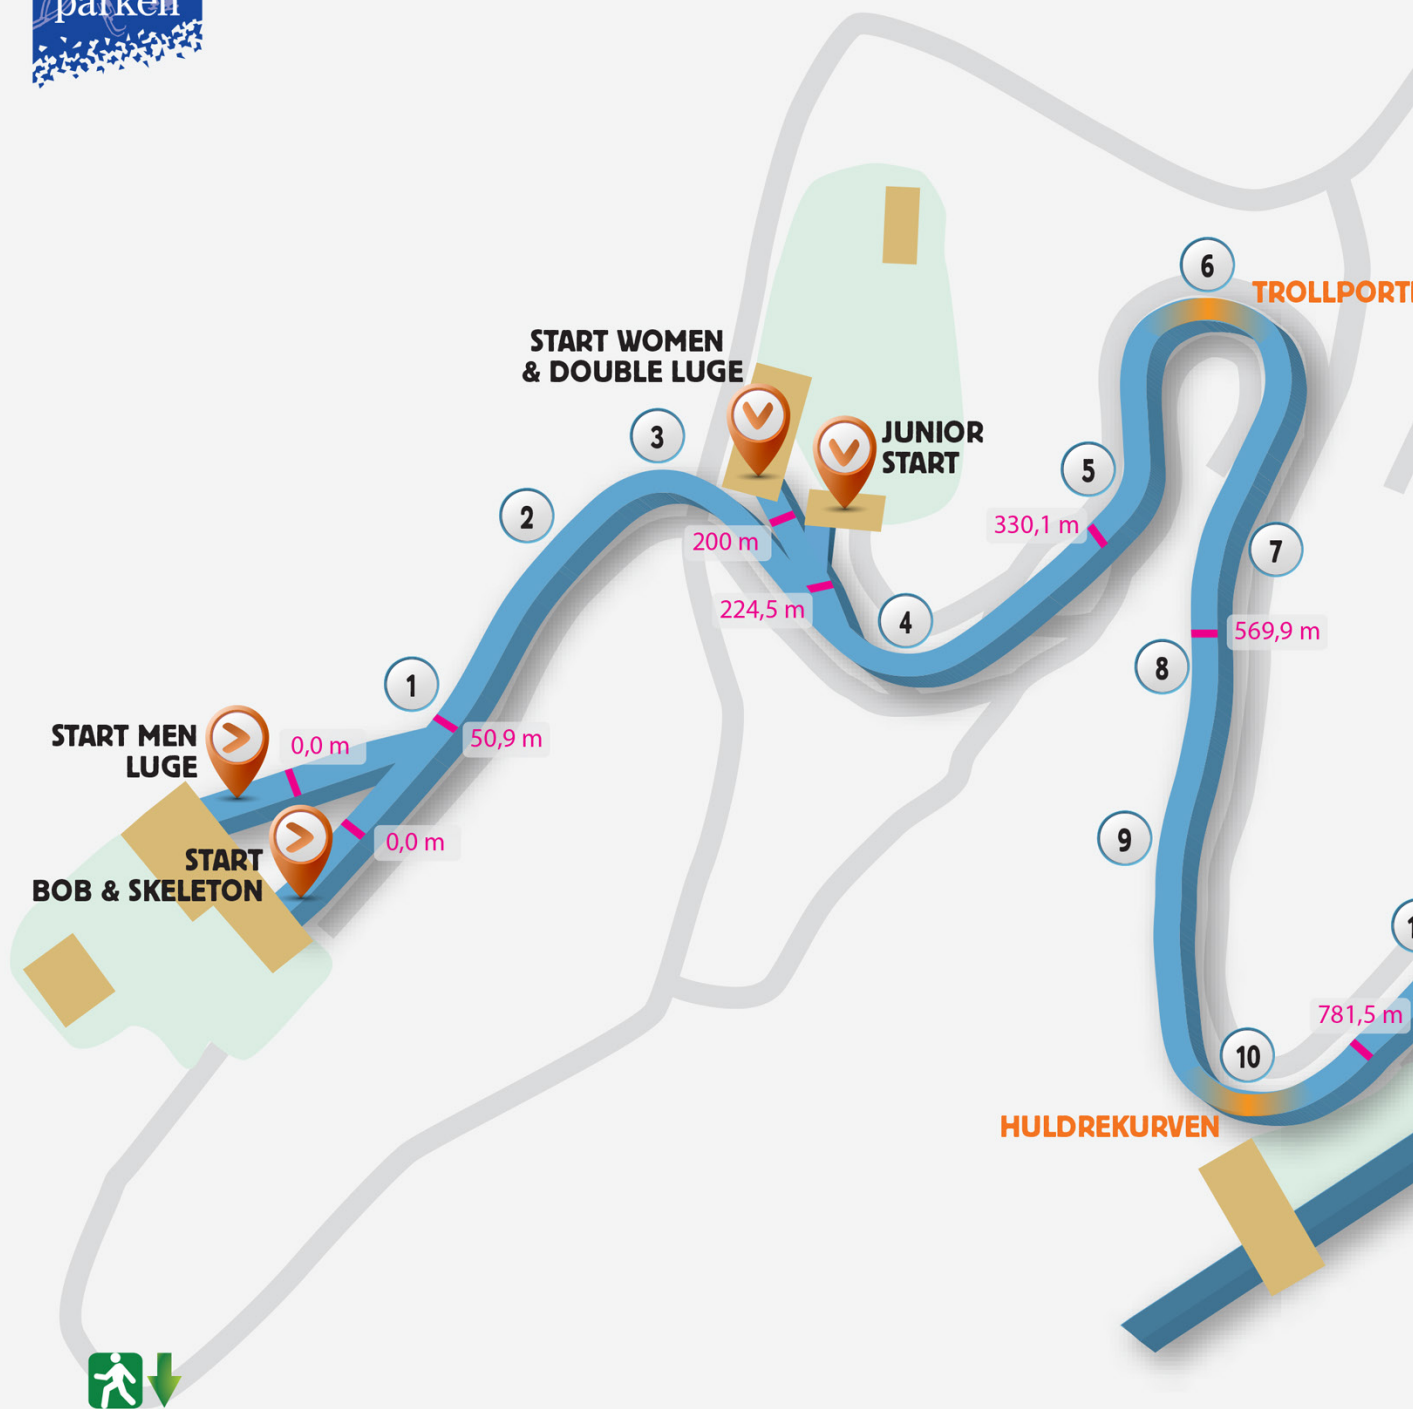 parken
6
TROLLPORT
START WOMEN
& DOUBLE LUGE
3
JUNIOR
START
5
2
330,1 m
200 m
7
224,5 m
4
569,9 m
8
1
START MEN
LUGE
0,0 m
50,9 m
9
0,0 m
START
BOB & SKELETON
1
781,5 m
10
HULDREKURVEN